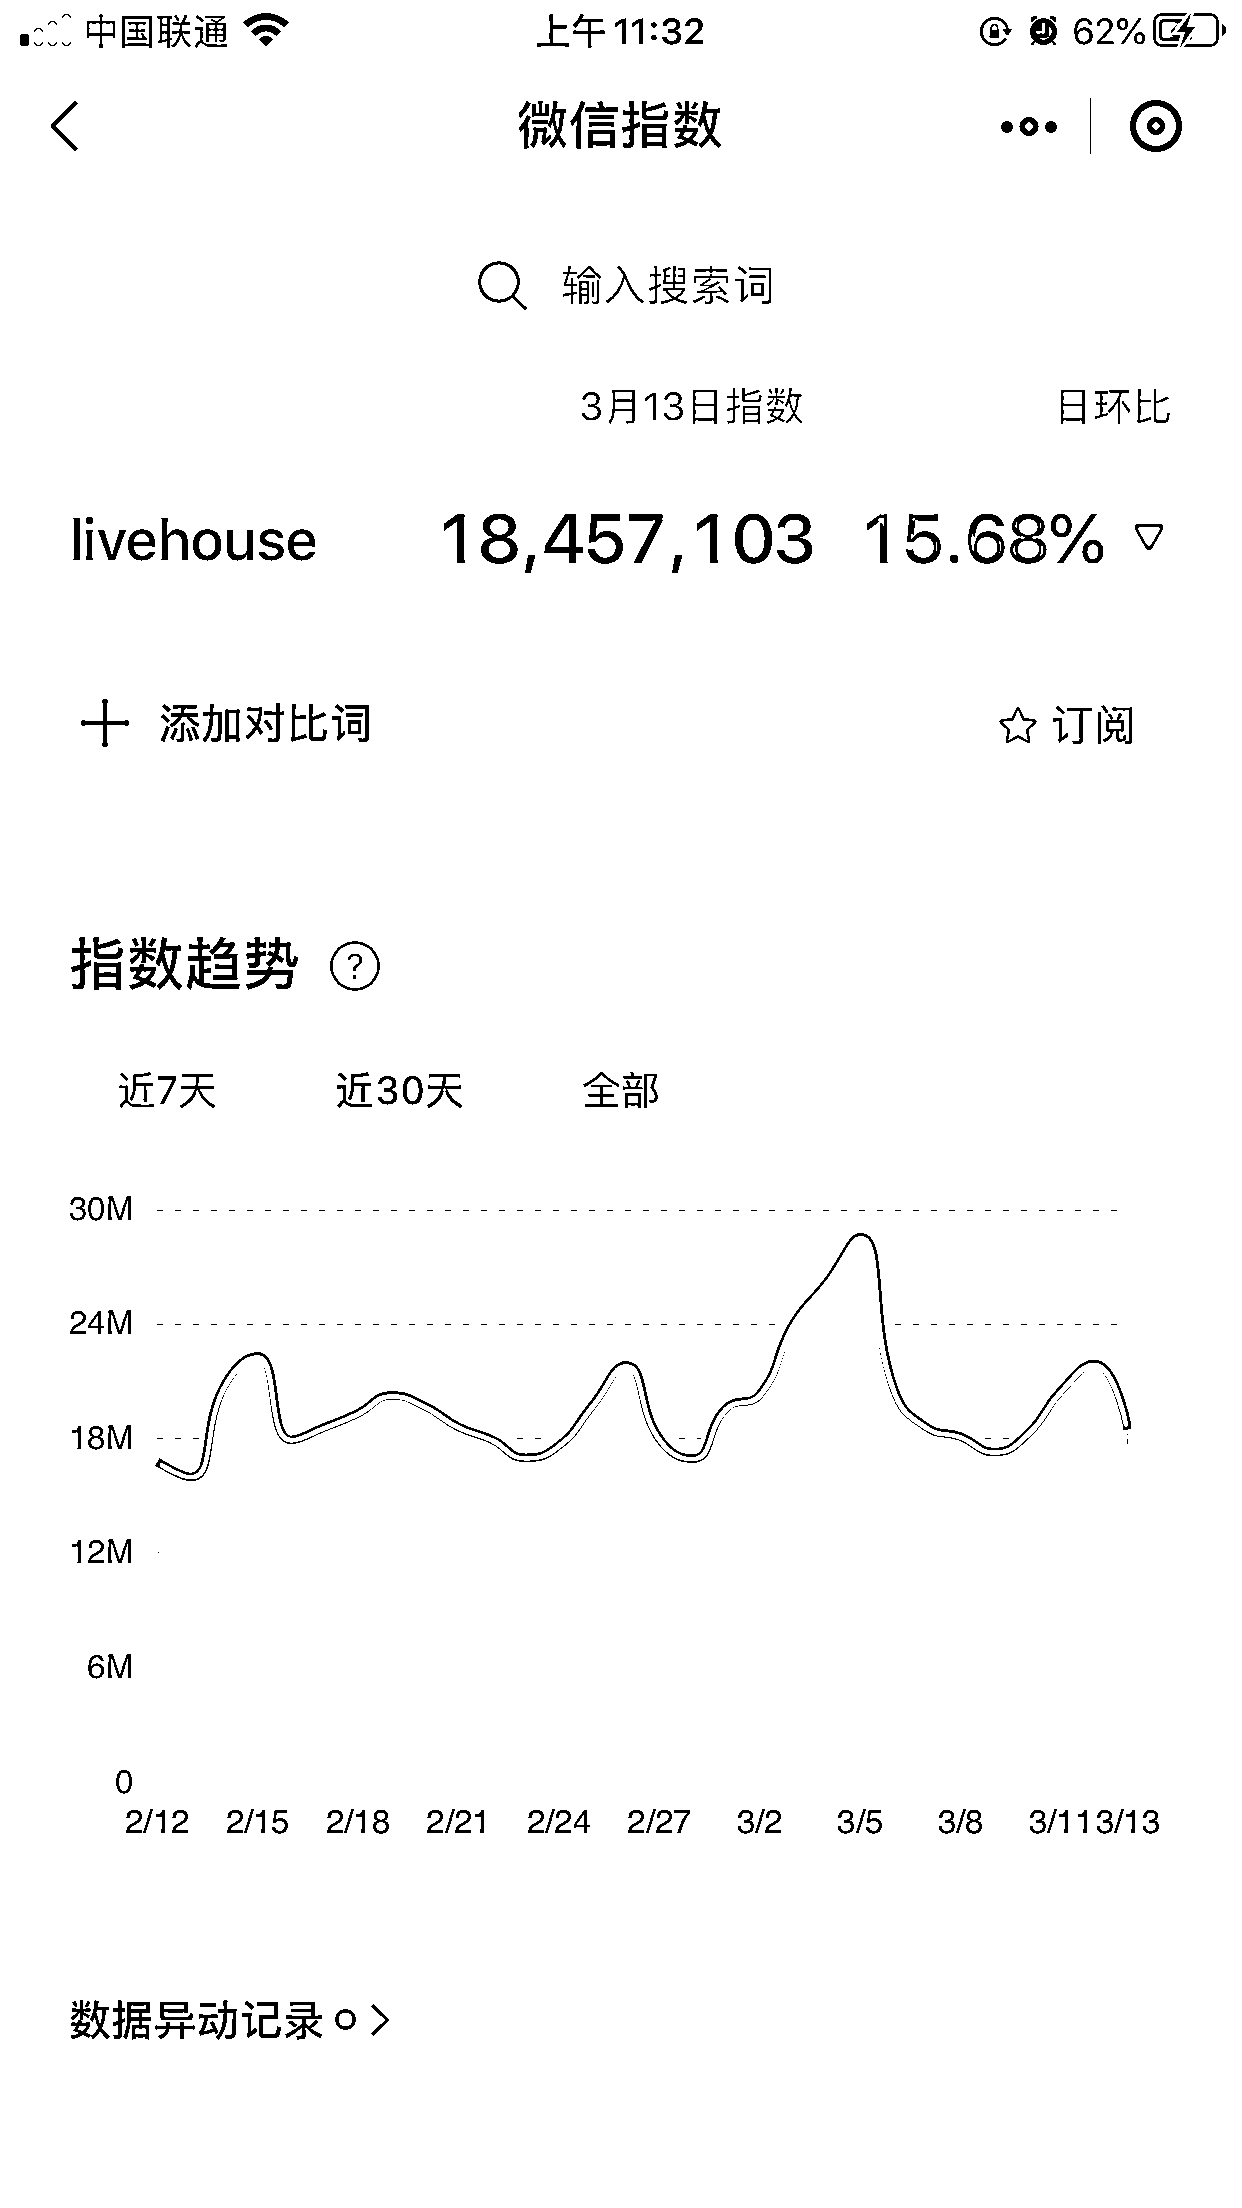 中国联通 上午11:32 62%
微信指数
输入搜索词
3月13日指数 日环比
livehouse 18,457,103 15.68%
添加对比词 订阅
指数趋势 ?
近7天 近30天 全部
30M
24M
18M
12M
6M
0
2/12 2/15 2/18 2/21 2/24 2/27 3/2 3/5 3/8 3/11 3/13
数据异动记录